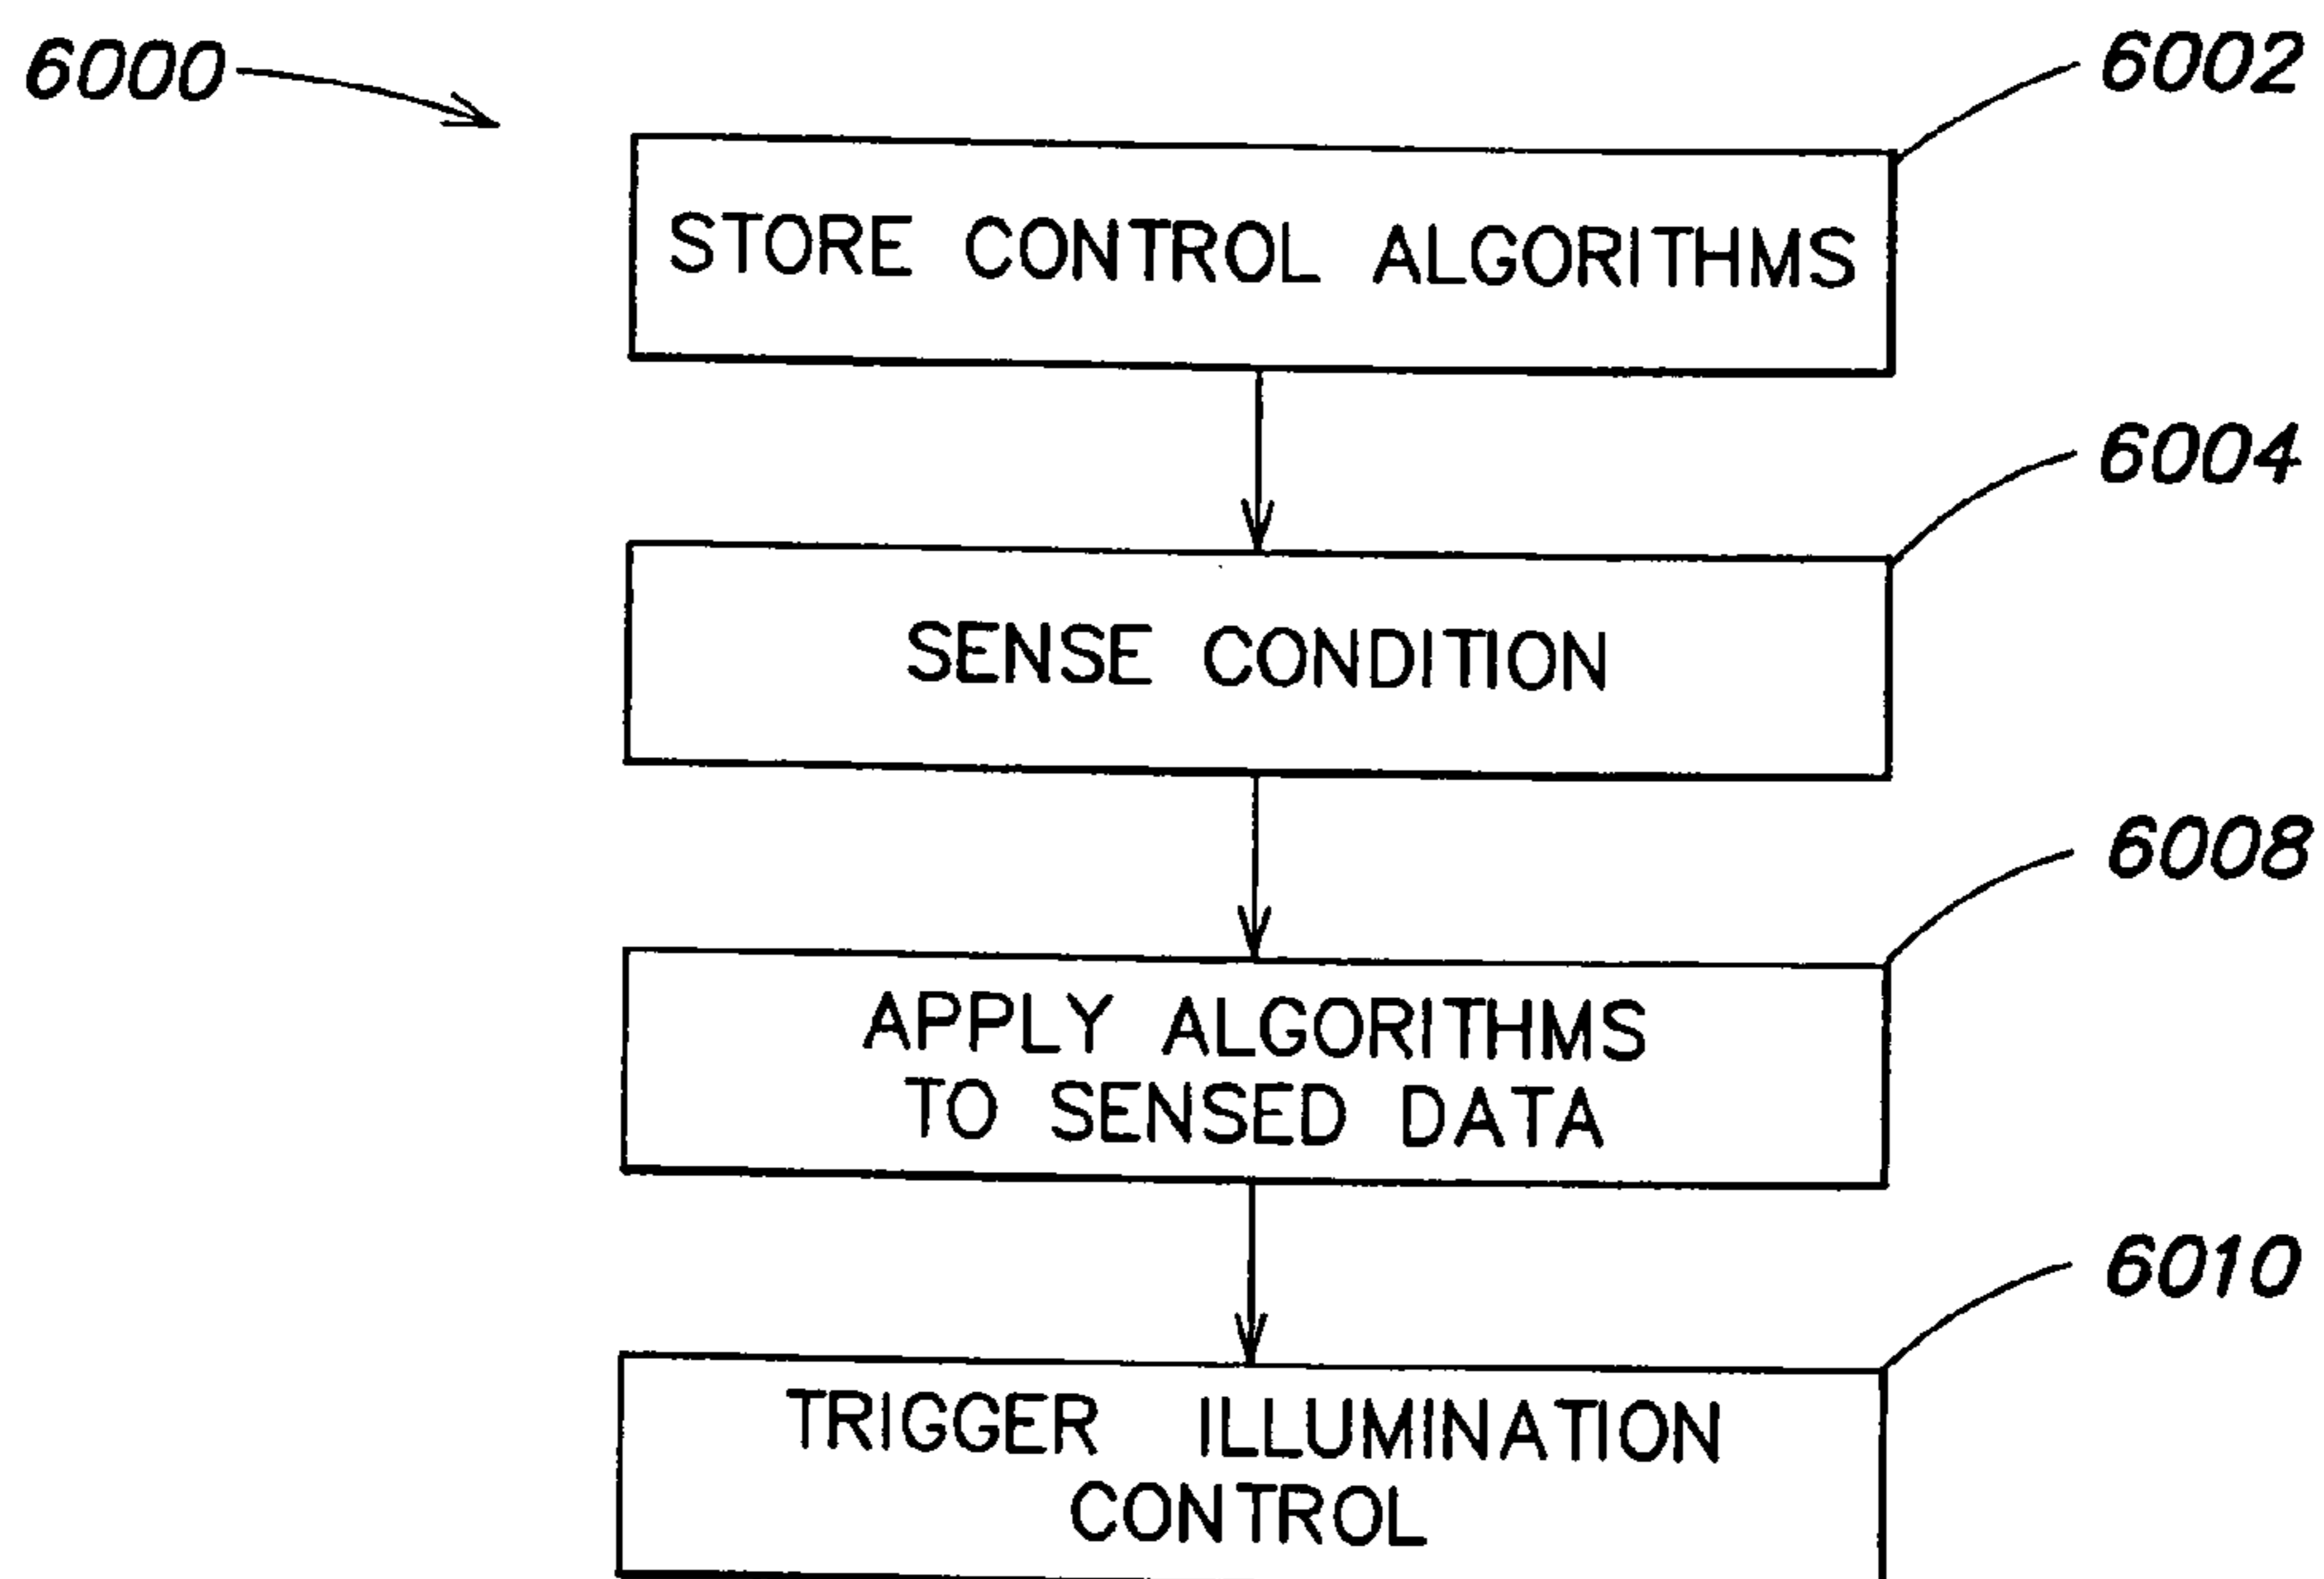 6000
6002
STORE CONTROL ALGORITHMS
6004
SENSE CONDITION
6008
APPLY ALGORITHMS
TO SENSED DATA
6010
TRIGGER ILLUMINATION
CONTROL